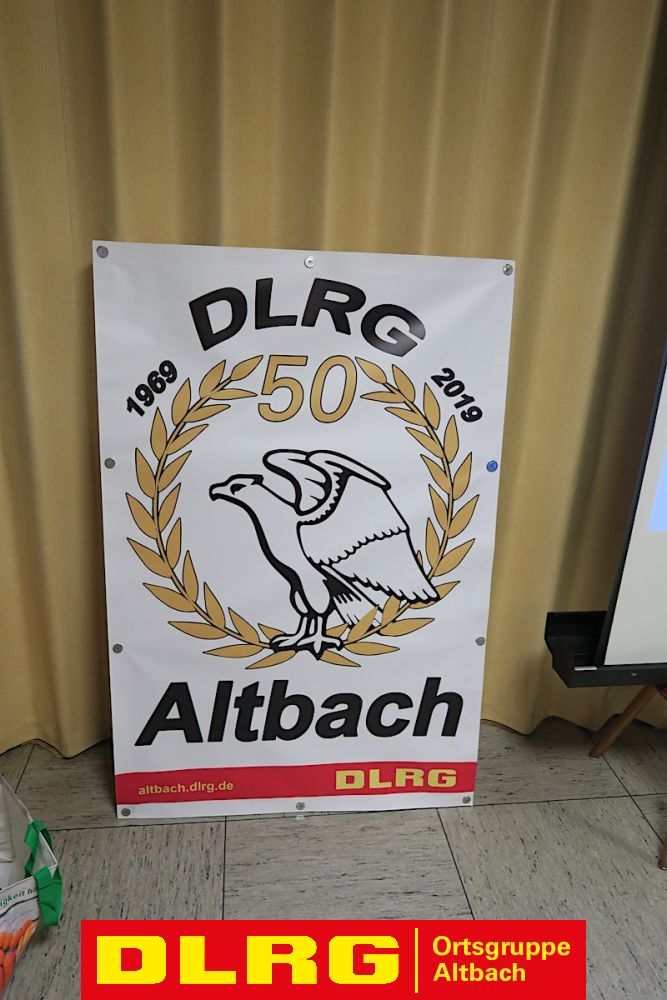 DLRG
1969 50 2019
Altbach
altbach.dlrg.de DLRG
DLRG Ortsgruppe
Altbach